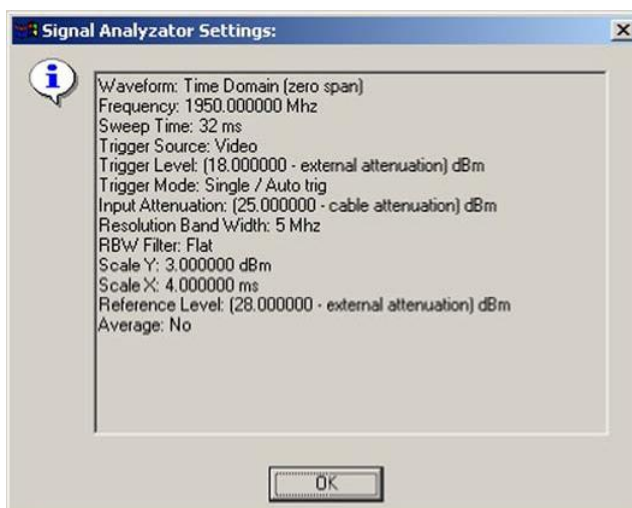 Signal Analyzator Settings:
Waveform: Time Domain (zero span)
Frequency: 1950.000000 Mhz
Sweep Time: 32 ms
Trigger Source: Video
Trigger Level: (18.000000 - external attenuation) dBm
Trigger Mode: Single / Auto trig
Input Attenuation: (25.000000 - cable attenuation) dBm
Resolution Band Width: 5 Mhz
RBW Filter: Flat
Scale Y: 3.000000 dBm
Scale X: 4.000000 ms
Reference Level: (28.000000 - external attenuation) dBm
Average: No
OK